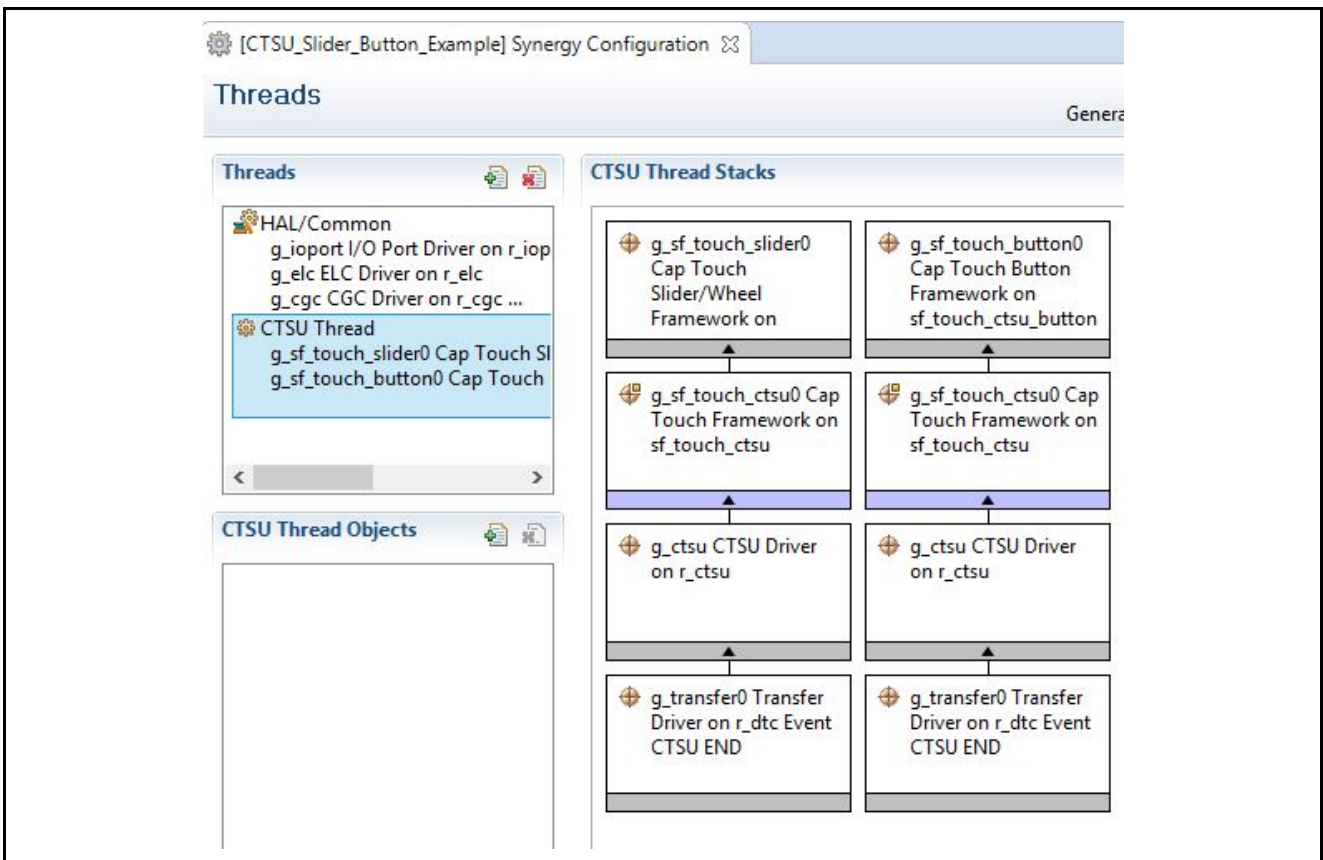 [CTSU_Slider_Button_Example] Synergy Configuration
Threads
Genera
Threads
HAL/Common
g_ioport I/O Port Driver on r_iop
g_elc ELC Driver on r_elc
g_cgc CGC Driver on r_cgc ...
CTSU Thread
g_sf_touch_slider0 Cap Touch Sl
g_sf_touch_button0 Cap Touch
CTSU Thread Objects
CTSU Thread Stacks
g_sf_touch_slider0
Cap Touch
Slider/Wheel
Framework on
g_sf_touch_ctsu0 Cap
Touch Framework on
sf_touch_ctsu
g_ctsu CTSU Driver
on r_ctsu
g_transfer0 Transfer
Driver on r_dtc Event
CTSU END
g_sf_touch_button0
Cap Touch Button
Framework on
sf_touch_ctsu_button
g_sf_touch_ctsu0 Cap
Touch Framework on
sf_touch_ctsu
g_ctsu CTSU Driver
on r_ctsu
g_transfer0 Transfer
Driver on r_dtc Event
CTSU END